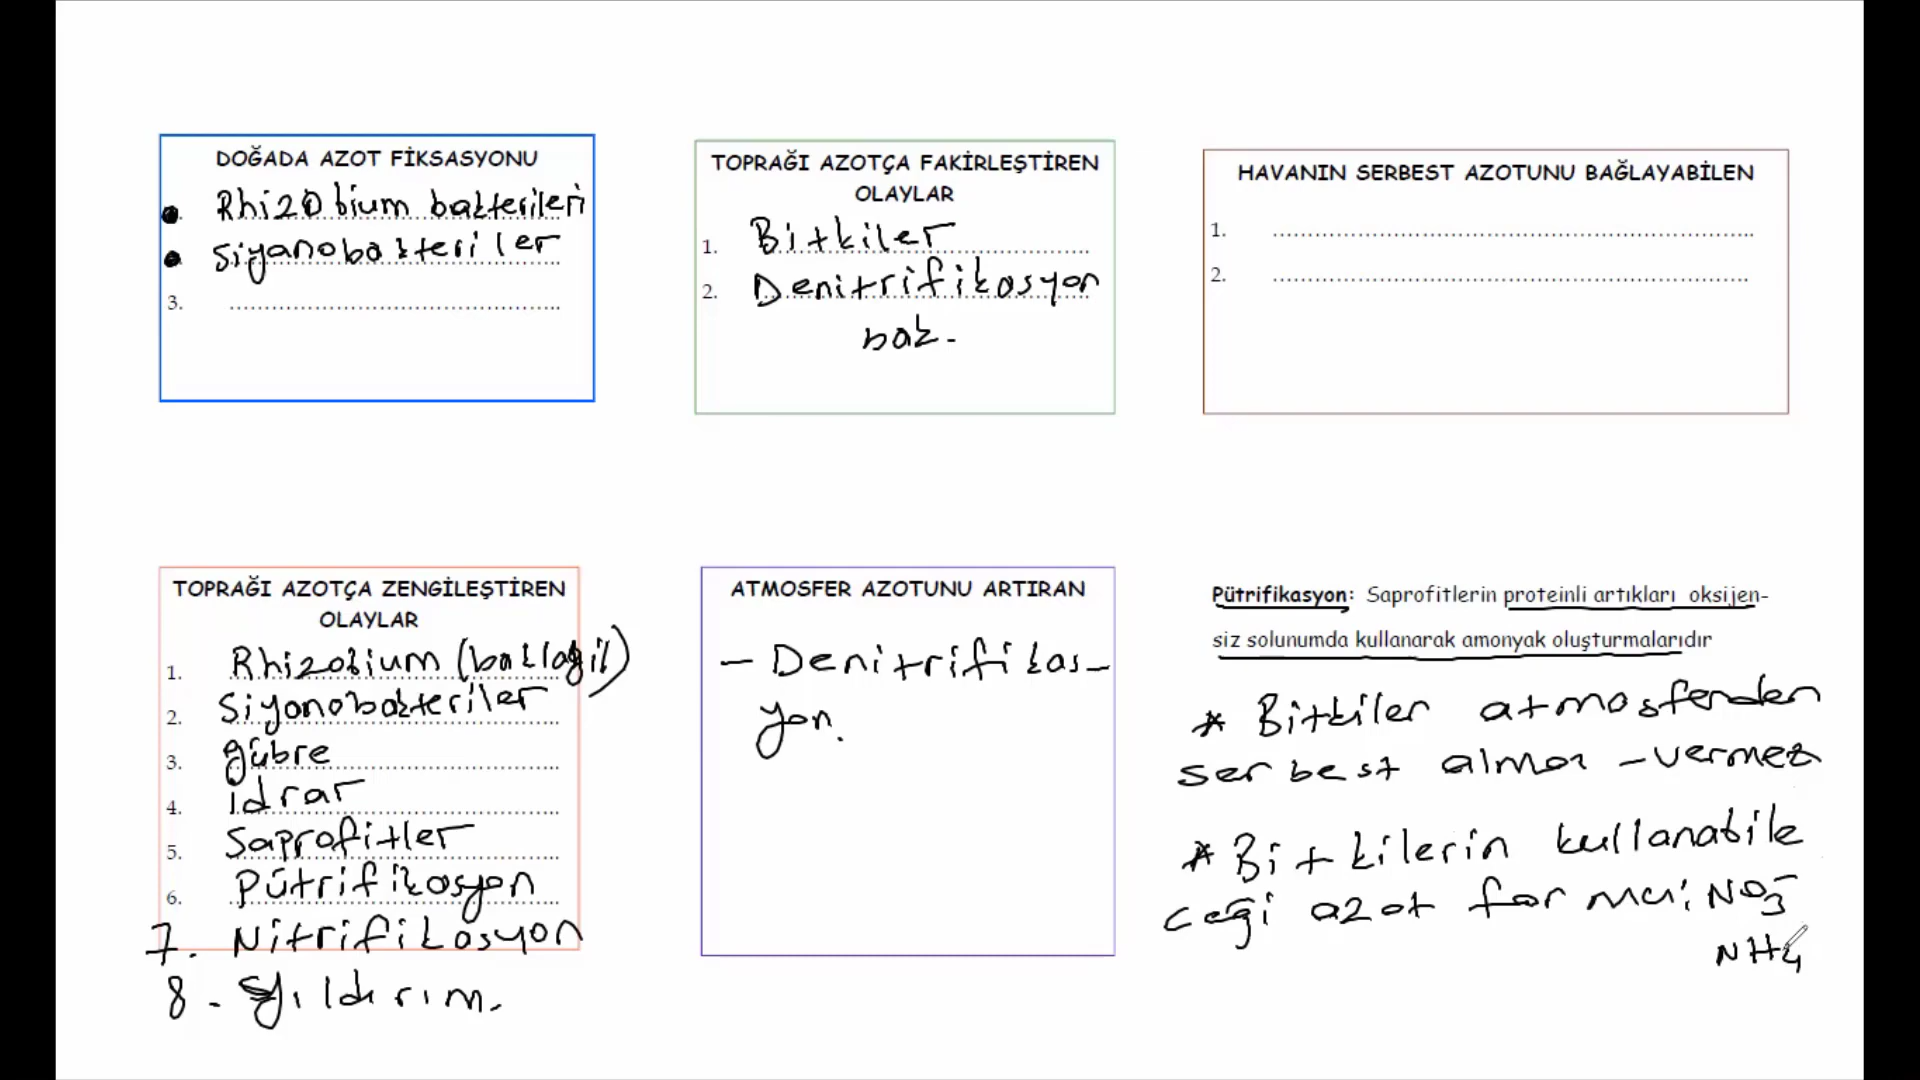 DOĞADA AZOT FİKSASYONU
• Rhizobium bakterileri
• Siyanobakteriler
3. ........................................................
TOPRAĞI AZOTÇA FAKİRLEŞTİREN
OLAYLAR
1. Bitkiler
2. Denitrifikasyon
bak.
HAVANIN SERBEST AZOTUNU BAĞLAYABİLEN
1. ........................................................
2. ........................................................
TOPRAĞI AZOTÇA ZENGİLEŞTİREN
OLAYLAR
1. Rhizobium (baklagil)
2. Siyanobakteriler
3. gübre
4. idrar
5. Saprofitler
6. Pütrifikasyon
7. Nitrifikasyon
8. Yıldırım.
ATMOSFER AZOTUNU ARTIRAN
– Denitrifikas–
yon.
Pütrifikasyon: Saprofitlerin proteinli artıkları oksijen-
siz solunumda kullanarak amonyak oluşturmalarıdır
* Bitkiler atmosferden
serbest almaz – vermez
* Bitkilerin kullanabile
ceği azot formu: NO3-
NH4